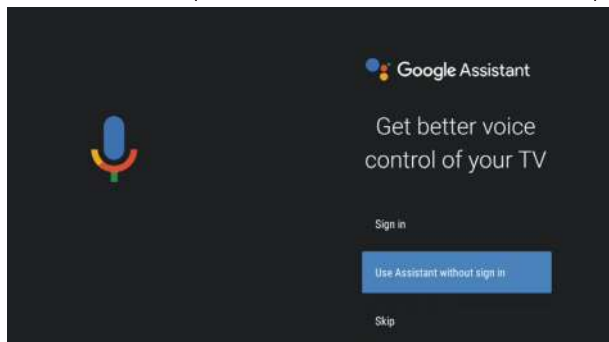 Google Assistant
Get better voice
control of your TV
Sign in
Use Assistant without sign in
Skip